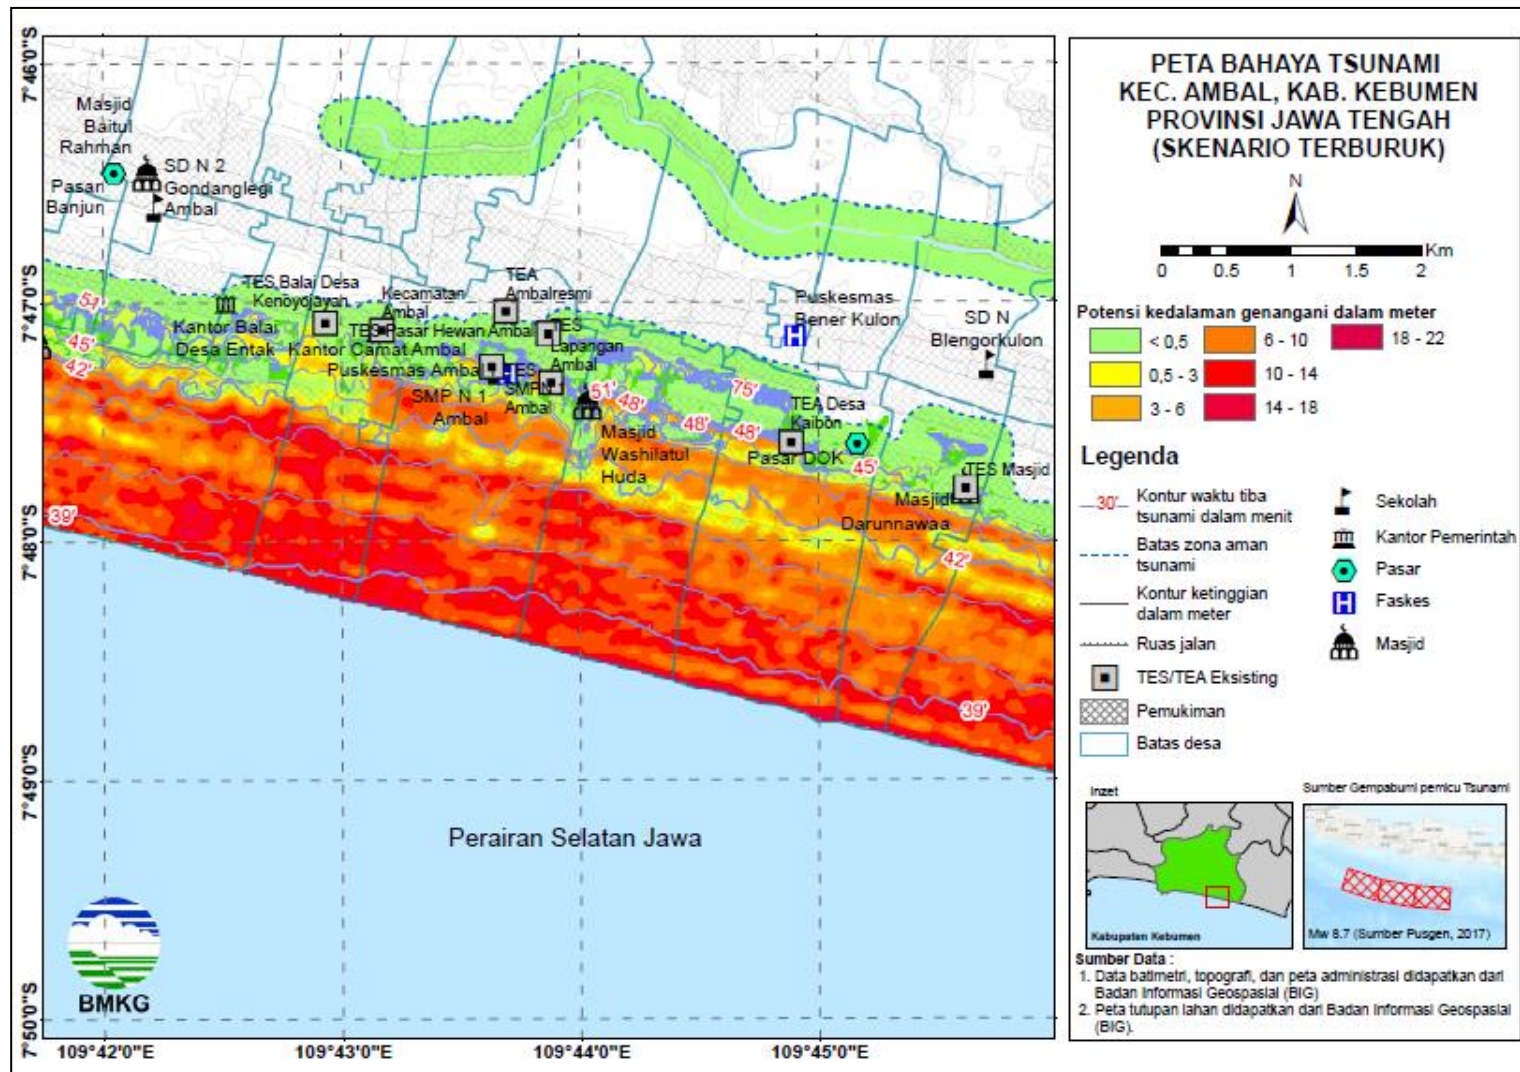 7°46'0"S
7°47'0"S
7°48'0"S
7°49'0"S
7°50'0"S
109°42'0"E
109°43'0"E
109°44'0"E
109°45'0"E
Masjid
Baitul
Rahman
SD N 2
Gondanglegi
Ambal
Pasar
Banjur
TES Balai Desa
Kenoyojayah
Kecamatan
Ambal
TEA
Ambalresmi
Puskesmas
Bener Kulon
SD N
Blengorkulon
54'
45'
42'
Kantor Balai
Desa Entak
TES Pasar Hewan Ambal
Kantor Camat Ambal
Puskesmas Ambal
TES
Lapangan
Ambal
TES
SMPN 1
Ambal
SMP N 1
Ambal
51'
48'
75'
48'
48'
Masjid
Washilatul
Huda
TEA Desa
Kaibon
Pasar DOK
45'
TES Masjid
Masjid
Darunnawaa
39'
42'
39'
Perairan Selatan Jawa
BMKG
PETA BAHAYA TSUNAMI
KEC. AMBAL, KAB. KEBUMEN
PROVINSI JAWA TENGAH
(SKENARIO TERBURUK)
N
Km
0 0.5 1 1.5 2
Potensi kedalaman genangani dalam meter
< 0,5
6 - 10
18 - 22
0,5 - 3
10 - 14
3 - 6
14 - 18
Legenda
30'
Kontur waktu tiba
tsunami dalam menit
Batas zona aman
tsunami
Kontur ketinggian
dalam meter
Ruas jalan
TES/TEA Eksisting
Pemukiman
Batas desa
Sekolah
Kantor Pemerintah
Pasar
Faskes
Masjid
Inzet
Kabupaten Kebumen
Sumber Gempabumi pemicu Tsunami
Mw 8.7 (Sumber Pusgen, 2017)
Sumber Data :
1. Data batimetri, topografi, dan peta administrasi didapatkan dari
Badan Informasi Geospasial (BIG)
2. Peta tutupan lahan didapatkan dari Badan Informasi Geospasial
(BIG).